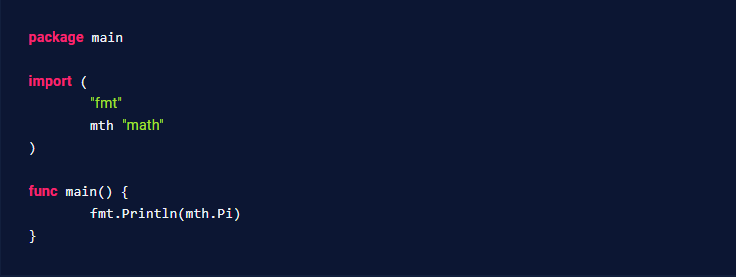 package main
import (
"fmt"
mth "math"
)
func main() {
fmt.Println(mth.Pi)
}